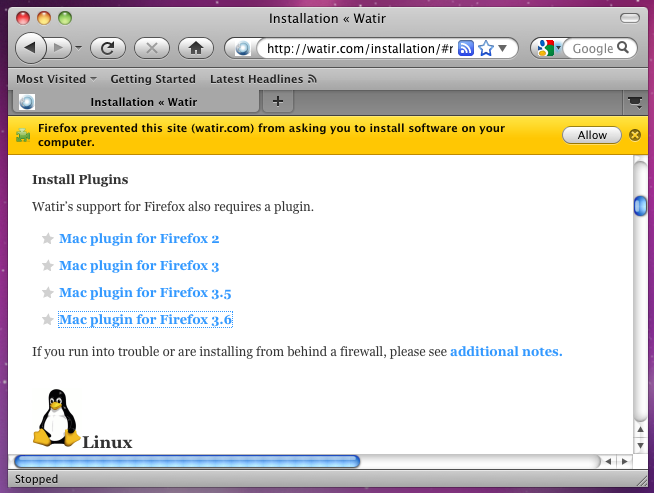 Installation « Watir
http://watir.com/installation/#r
Google
Most Visited
Getting Started
Latest Headlines
Installation « Watir
+
Firefox prevented this site (watir.com) from asking you to install software on your
computer.
Allow
Install Plugins
Watir's support for Firefox also requires a plugin.
Mac plugin for Firefox 2
Mac plugin for Firefox 3
Mac plugin for Firefox 3.5
Mac plugin for Firefox 3.6
If you run into trouble or are installing from behind a firewall, please see additional notes.
Linux
Stopped